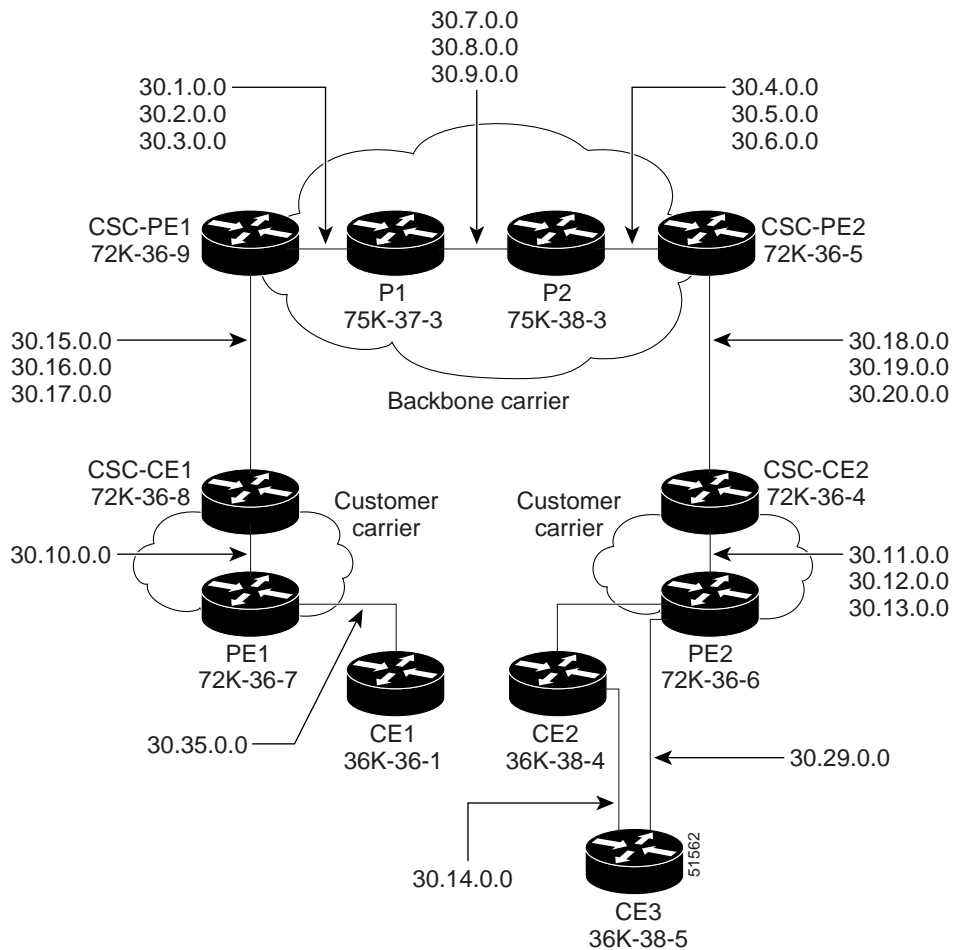 30.7.0.0
30.8.0.0
30.9.0.0
30.1.0.0
30.2.0.0
30.3.0.0
30.4.0.0
30.5.0.0
30.6.0.0
CSC-PE1
72K-36-9
P1
75K-37-3
P2
75K-38-3
CSC-PE2
72K-36-5
30.15.0.0
30.16.0.0
30.17.0.0
Backbone carrier
30.18.0.0
30.19.0.0
30.20.0.0
CSC-CE1
72K-36-8
Customer
carrier
Customer
carrier
CSC-CE2
72K-36-4
30.10.0.0
30.11.0.0
30.12.0.0
30.13.0.0
PE1
72K-36-7
PE2
72K-36-6
CE1
36K-36-1
CE2
36K-38-4
30.35.0.0
30.29.0.0
30.14.0.0
51562
CE3
36K-38-5